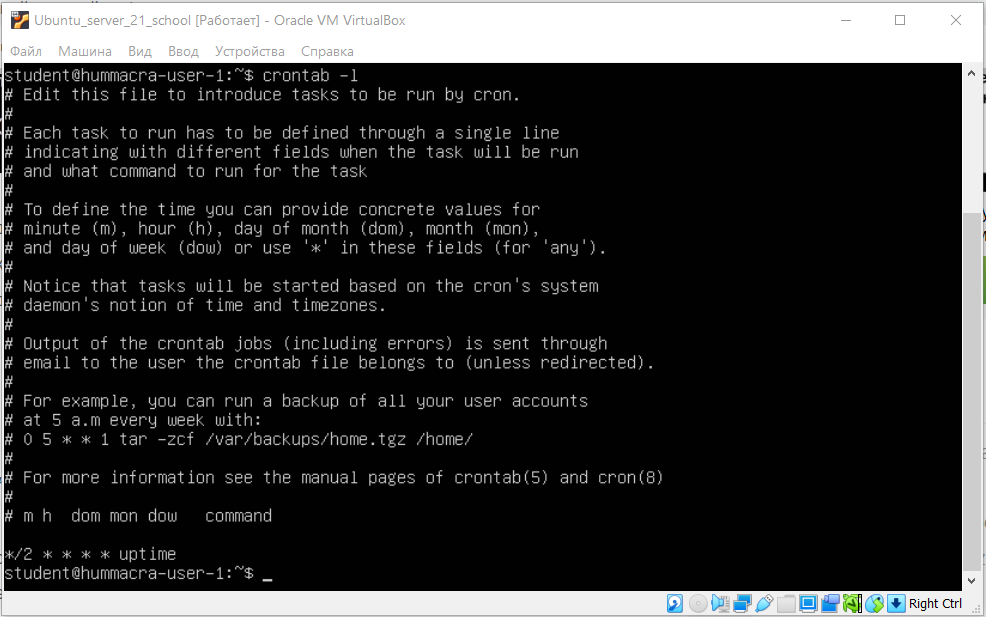 Ubuntu_server_21_school [Работает] - Oracle VM VirtualBox
Файл Машина Вид Ввод Устройства Справка
student@hummacra-user-1:~$ crontab -l
# Edit this file to introduce tasks to be run by cron.
#
# Each task to run has to be defined through a single line
# indicating with different fields when the task will be run
# and what command to run for the task
#
# To define the time you can provide concrete values for
# minute (m), hour (h), day of month (dom), month (mon),
# and day of week (dow) or use '*' in these fields (for 'any').
#
# Notice that tasks will be started based on the cron's system
# daemon's notion of time and timezones.
#
# Output of the crontab jobs (including errors) is sent through
# email to the user the crontab file belongs to (unless redirected).
#
# For example, you can run a backup of all your user accounts
# at 5 a.m every week with:
# 0 5 * * 1 tar -zcf /var/backups/home.tgz /home/
#
# For more information see the manual pages of crontab(5) and cron(8)
#
# m h  dom mon dow   command
*/2 * * * * uptime
student@hummacra-user-1:~$ _
Right Ctrl